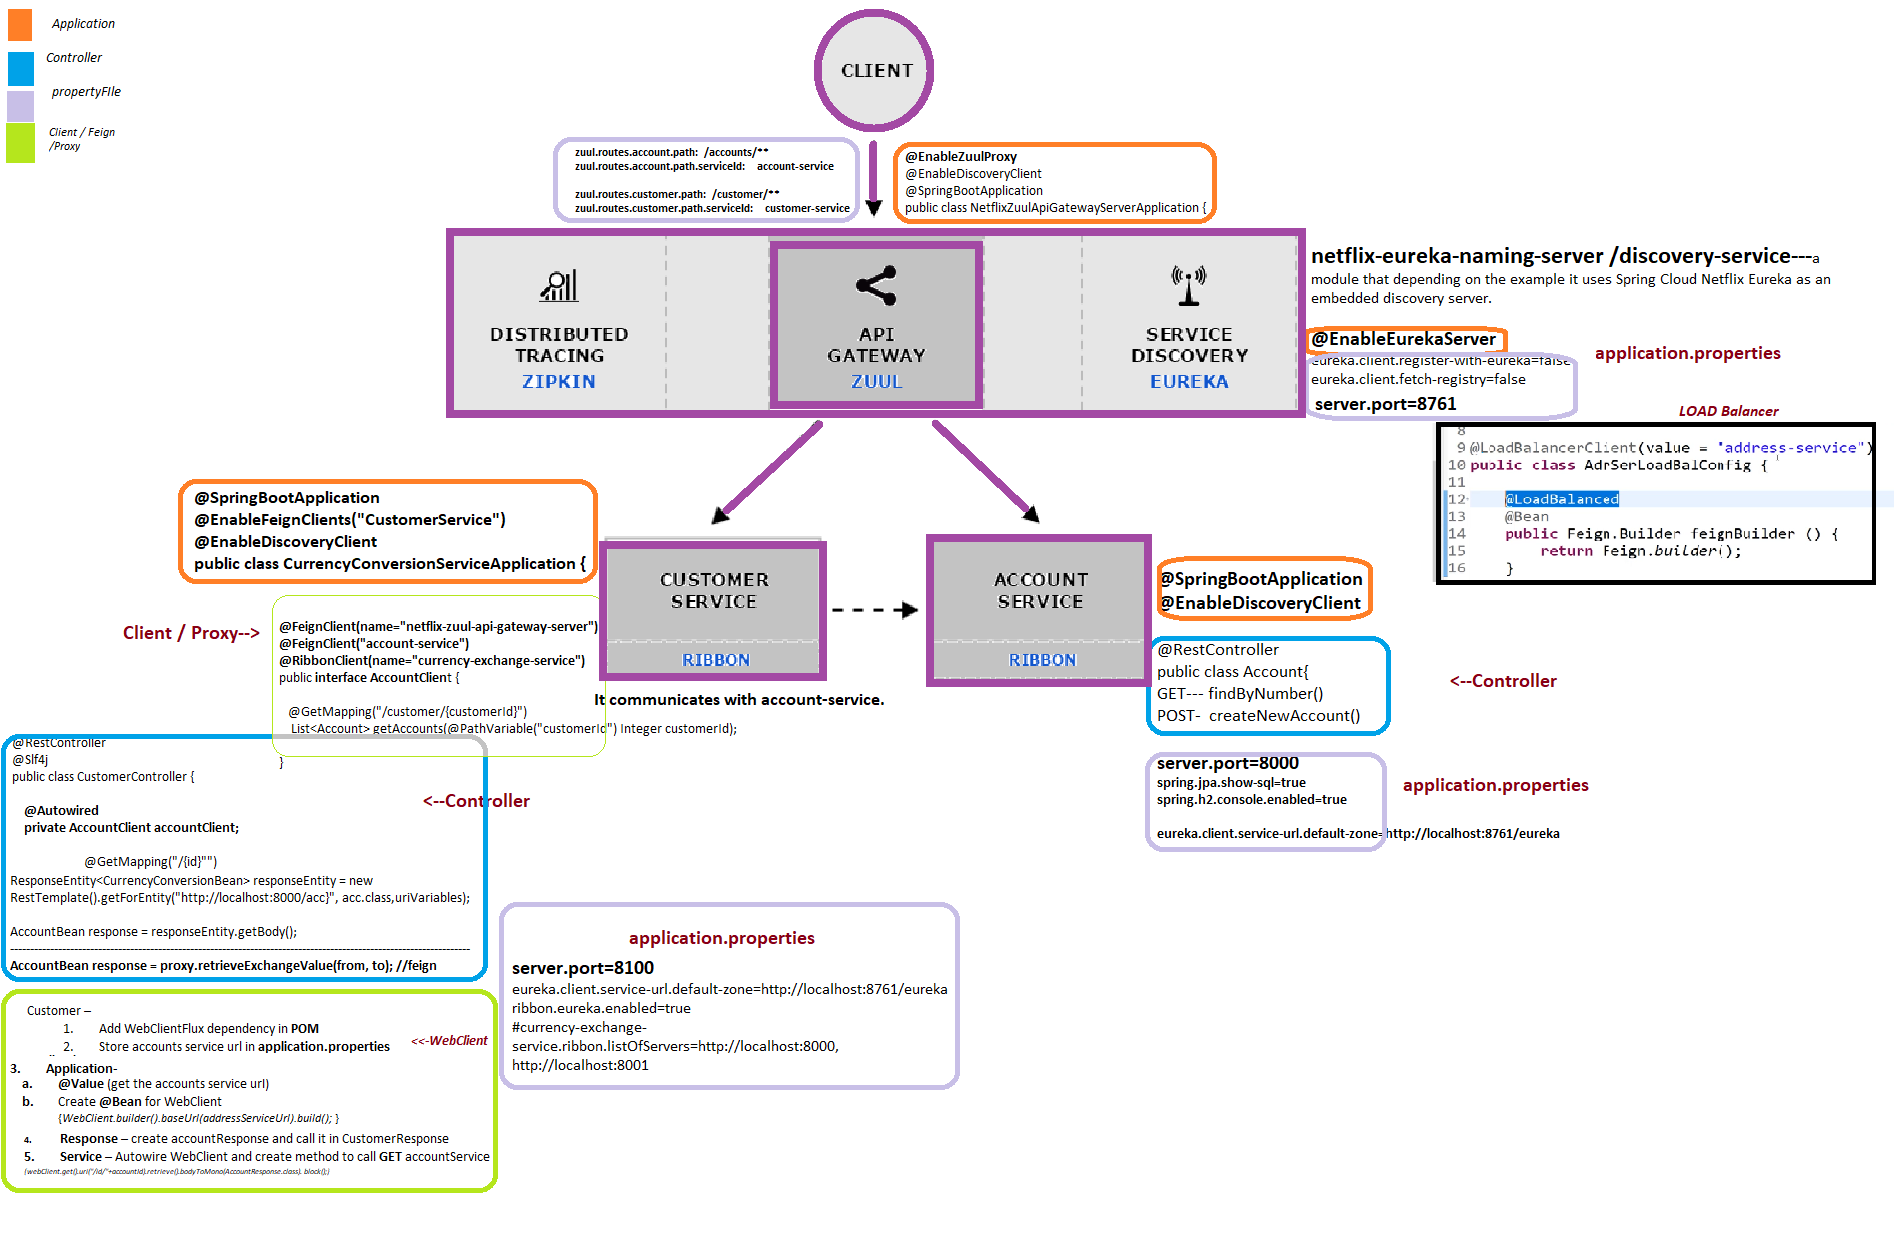 Application
Controller
propertyFIle
Client / Feign
/Proxy
CLIENT
zuul.routes.account.path:  /accounts/**
zuul.routes.account.path.serviceId:    account-service
zuul.routes.customer.path:  /customer/**
zuul.routes.customer.path.serviceId:    customer-service
@EnableZuulProxy
@EnableDiscoveryClient
@SpringBootApplication
public class NetflixZuulApiGatewayServerApplication {
DISTRIBUTED
TRACING
ZIPKIN
API
GATEWAY
ZUUL
SERVICE
DISCOVERY
EUREKA
netflix-eureka-naming-server /discovery-service---a
module that depending on the example it uses Spring Cloud Netflix Eureka as an
embedded discovery server.
@EnableEurekaServer
eureka.client.register-with-eureka=false
eureka.client.fetch-registry=false
server.port=8761
application.properties
LOAD Balancer
8
9 @LoadBalancerClient(value = "address-service")
10 public class AdrSerLoadBalConfig {
11
12 @LoadBalanced
13 @Bean
14 public Feign.Builder feignBuilder () {
15 return Feign.builder();
16 }
@SpringBootApplication
@EnableFeignClients("CustomerService")
@EnableDiscoveryClient
public class CurrencyConversionServiceApplication {
CUSTOMER
SERVICE
RIBBON
ACCOUNT
SERVICE
RIBBON
@SpringBootApplication
@EnableDiscoveryClient
Client / Proxy-->
@FeignClient(name="netflix-zuul-api-gateway-server")
@FeignClient("account-service")
@RibbonClient(name="currency-exchange-service")
public interface AccountClient {
@GetMapping("/customer/{customerId}")
List<Account> getAccounts(@PathVariable("customerId") Integer customerId);
}
It communicates with account-service.
@RestController
public class Account{
GET--- findByNumber()
POST-  createNewAccount()
<--Controller
server.port=8000
spring.jpa.show-sql=true
spring.h2.console.enabled=true
eureka.client.service-url.default-zone=http://localhost:8761/eureka
application.properties
@RestController
@Slf4j
public class CustomerController {
@Autowired
private AccountClient accountClient;
<--Controller
@GetMapping("/{id}"")
ResponseEntity<CurrencyConversionBean> responseEntity = new
RestTemplate().getForEntity("http://localhost:8000/acc}", acc.class,uriVariables);
AccountBean response = responseEntity.getBody();
--------------------------------------------------------------------------------
AccountBean response = proxy.retrieveExchangeValue(from, to); //feign
application.properties
server.port=8100
eureka.client.service-url.default-zone=http://localhost:8761/eureka
ribbon.eureka.enabled=true
#currency-exchange-
service.ribbon.listOfServers=http://localhost:8000,
http://localhost:8001
Customer –
1. Add WebClientFlux dependency in POM
2. Store accounts service url in application.properties
<<-WebClient
3. Application-
a. @Value (get the accounts service url)
b. Create @Bean for WebClient
{WebClient.builder().baseUrl(addressServiceUrl).build(); }
4. Response – create accountResponse and call it in CustomerResponse
5. Service – Autowire WebClient and create method to call GET accountService
(webClient.get().uri("/id/"+accountId).retrieve().bodyToMono(AccountResponse.class). block();)